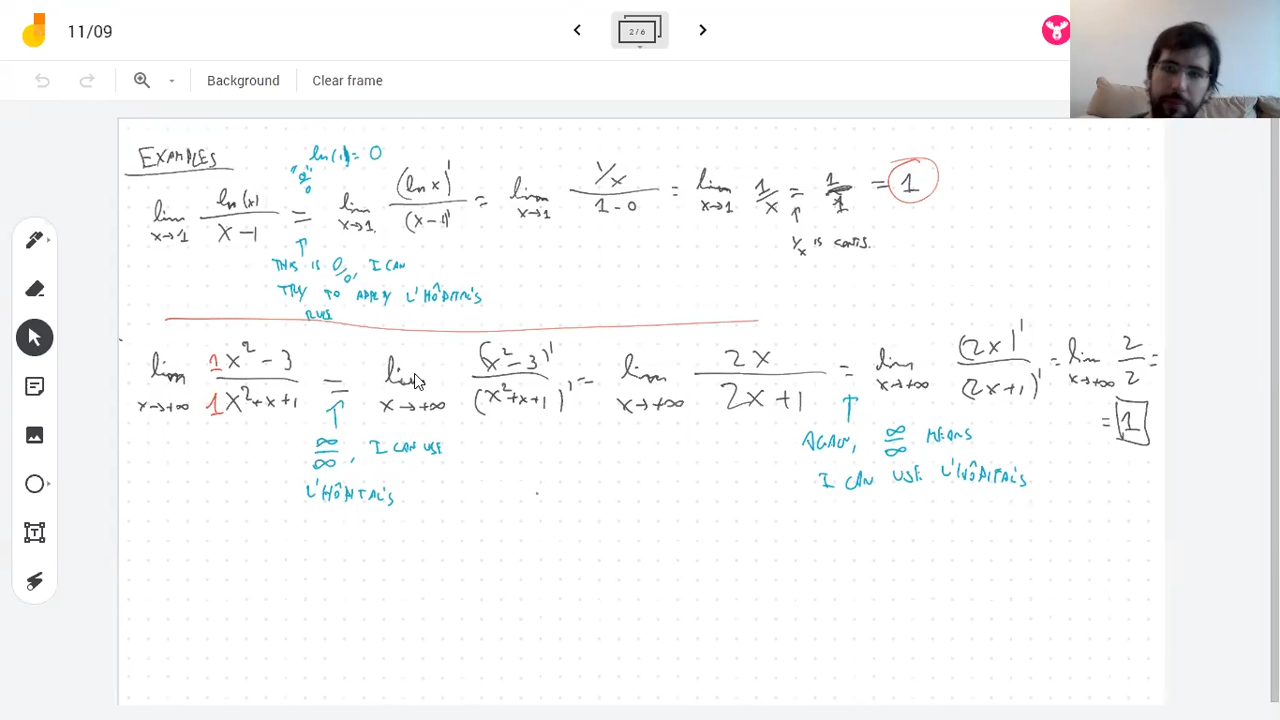 11/09
2/6
Background
Clear frame
EXAMPLES
ln(1) = 0
"0/0"
lim x→1 ln(x)/(x-1) = lim x→1 (ln x)'/(x-1)' = lim x→1 (1/x)/(1-0) = lim x→1 1/x = 1/1 = 1
1/x is conts.
THIS IS 0/0, I CAN
TRY TO APPLY L'HÔPITAL'S
RULE
lim x→+∞ (1x²-3)/(1x²+x+1) = lim x→+∞ (x²-3)'/(x²+x+1)' = lim x→+∞ 2x/(2x+1) = lim x→+∞ (2x)'/(2x+1)' = lim x→+∞ 2/2 =
= 1
∞/∞, I CAN USE
L'HÔPITAL'S
AGAIN, ∞/∞ MEANS
I CAN USE L'HÔPITAL'S